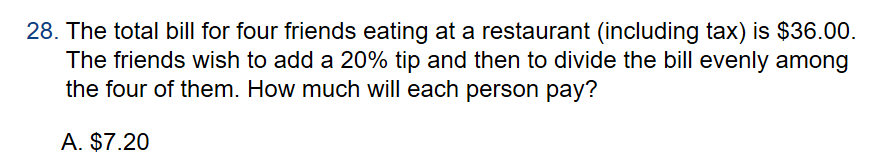 28. The total bill for four friends eating at a restaurant (including tax) is $36.00.
The friends wish to add a 20% tip and then to divide the bill evenly among
the four of them. How much will each person pay?
A. $7.20